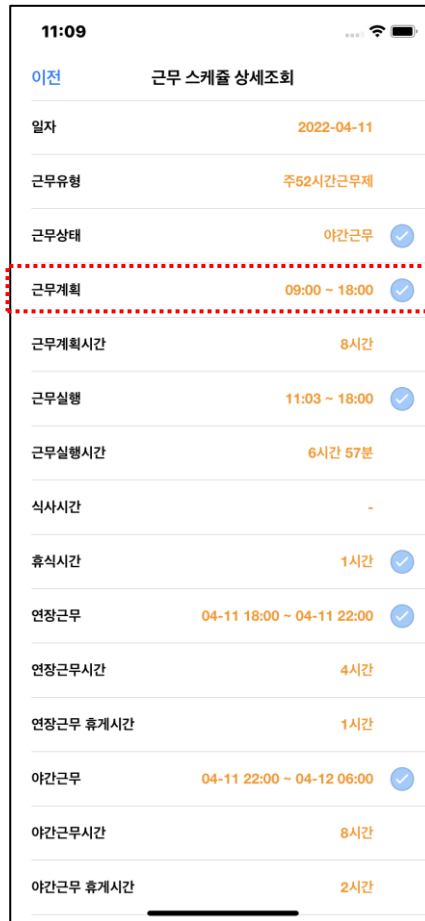 11:09
이전 근무 스케쥴 상세조회
일자 2022-04-11
근무유형 주52시간근무제
근무상태 야간근무
근무계획 09:00 ~ 18:00
근무계획시간 8시간
근무실행 11:03 ~ 18:00
근무실행시간 6시간 57분
식사시간 -
휴식시간 1시간
연장근무 04-11 18:00 ~ 04-11 22:00
연장근무시간 4시간
연장근무 휴게시간 1시간
야간근무 04-11 22:00 ~ 04-12 06:00
야간근무시간 8시간
야간근무 휴게시간 2시간